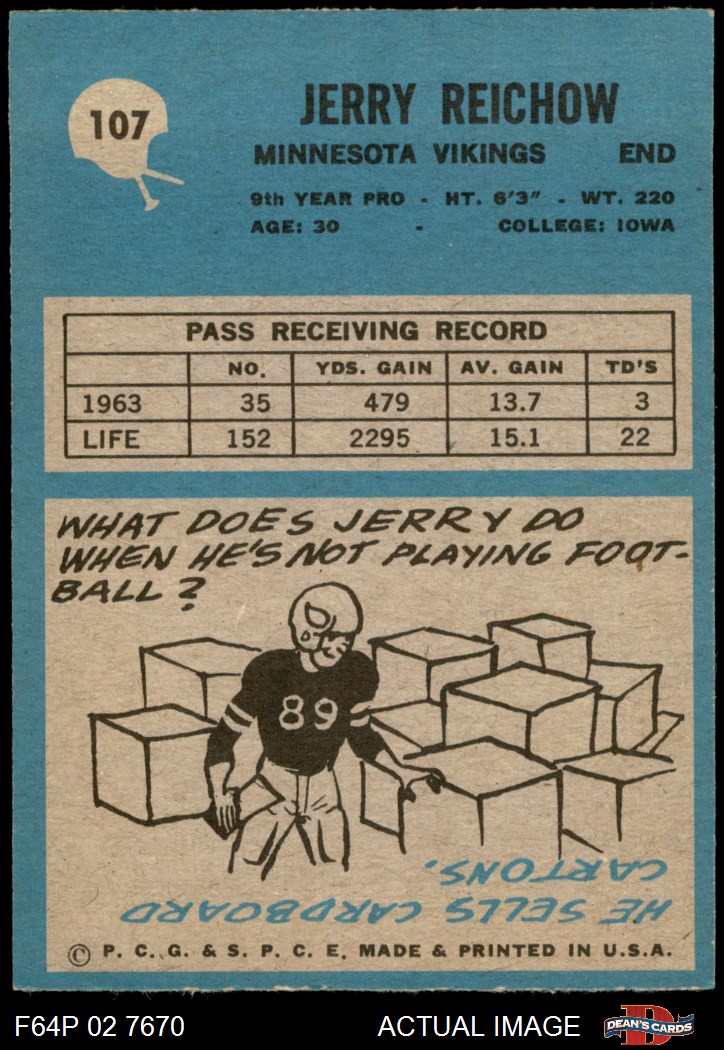 107
JERRY REICHOW
MINNESOTA VIKINGS END
9th YEAR PRO - HT. 6'3" - WT. 220
AGE: 30 - COLLEGE: IOWA
PASS RECEIVING RECORD
NO. YDS. GAIN AV. GAIN TD'S
1963 35 479 13.7 3
LIFE 152 2295 15.1 22
WHAT DOES JERRY DO
WHEN HE'S NOT PLAYING FOOT-
BALL?
89
HE SELLS CARDBOARD
CARTONS.
© P. C. G. & S. P. C. E. MADE & PRINTED IN U.S.A.
F64P 02 7670 ACTUAL IMAGE
D
DEAN'S CARDS